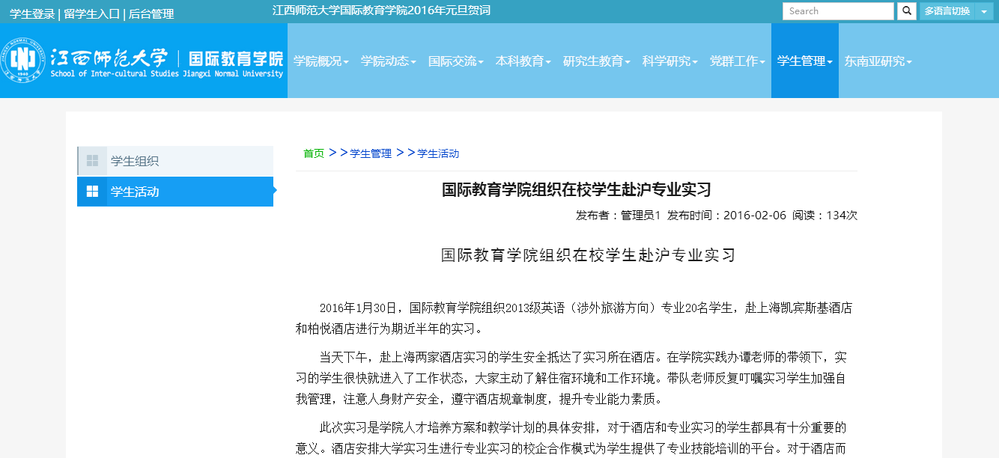 学生登录 | 留学生入口 | 后台管理
江西师范大学国际教育学院2016年元旦贺词
Search
多语言切换
JIANGXI NORMAL UNIVERSITY
1940
江西师范大学 | 国际教育学院
School of Inter-cultural Studies Jiangxi Normal University
学院概况 学院动态 国际交流 本科教育 研究生教育 科学研究 党群工作 学生管理 东南亚研究
学生组织
学生活动
首页 >>学生管理 >>学生活动
国际教育学院组织在校学生赴沪专业实习
发布者：管理员1 发布时间：2016-02-06 阅读：134次
国际教育学院组织在校学生赴沪专业实习
2016年1月30日，国际教育学院组织2013级英语（涉外旅游方向）专业20名学生，赴上海凯宾斯基酒店
和柏悦酒店进行为期近半年的实习。
当天下午，赴上海两家酒店实习的学生安全抵达了实习所在酒店。在学院实践办谭老师的带领下，实
习的学生很快就进入了工作状态，大家主动了解住宿环境和工作环境。带队老师反复叮嘱实习学生加强自
我管理，注意人身财产安全，遵守酒店规章制度，提升专业能力素质。
此次实习是学院人才培养方案和教学计划的具体安排，对于酒店和专业实习的学生都具有十分重要的
意义。酒店安排大学实习生进行专业实习的校企合作模式为学生提供了专业技能培训的平台。对于酒店而